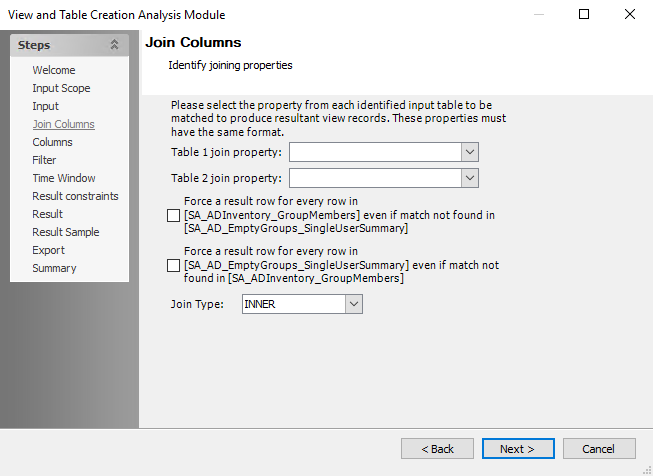 View and Table Creation Analysis Module
Steps
Welcome
Input Scope
Input
Join Columns
Columns
Filter
Time Window
Result constraints
Result
Result Sample
Export
Summary
Join Columns
Identify joining properties
Please select the property from each identified input table to be
matched to produce resultant view records. These properties must
have the same format.
Table 1 join property:
Table 2 join property:
Force a result row for every row in
[SA_ADInventory_GroupMembers] even if match not found in
[SA_AD_EmptyGroups_SingleUserSummary]
Force a result row for every row in
[SA_AD_EmptyGroups_SingleUserSummary] even if match not
found in [SA_ADInventory_GroupMembers]
Join Type: INNER
< Back
Next >
Cancel